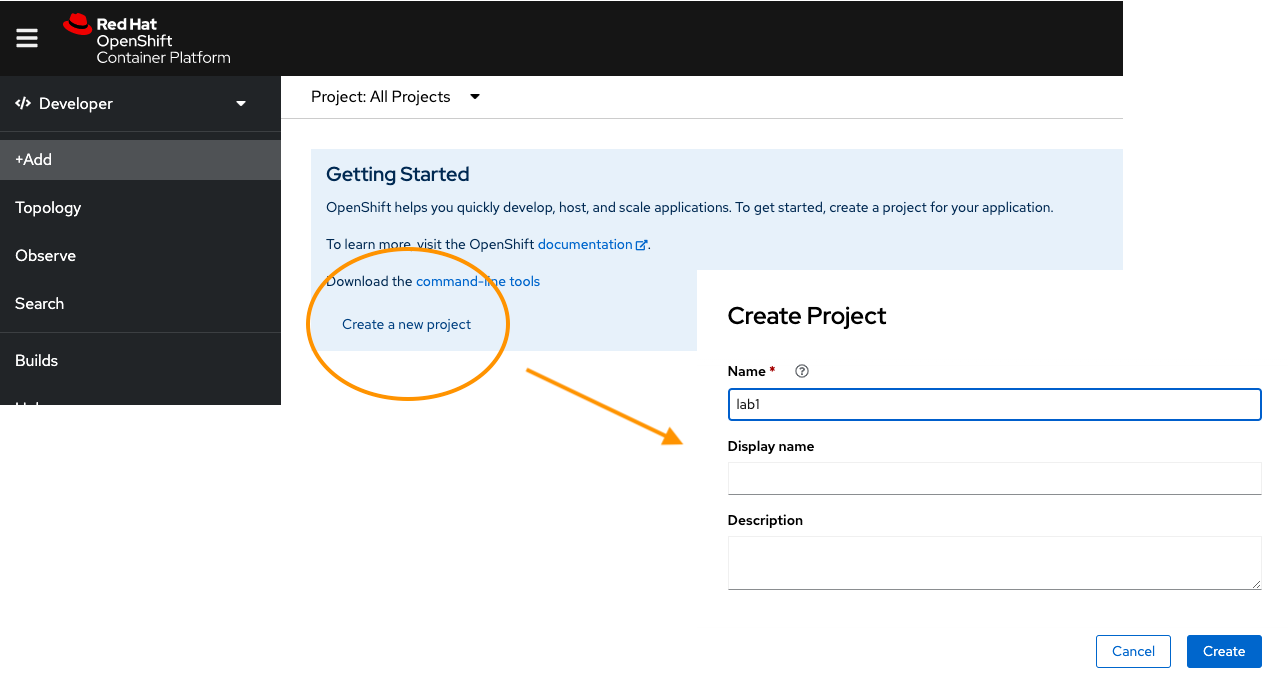 Red Hat
OpenShift
Container Platform
Developer
Project: All Projects
+Add
Topology
Observe
Search
Builds
Getting Started
OpenShift helps you quickly develop, host, and scale applications. To get started, create a project for your application.
To learn more, visit the OpenShift documentation.
Download the command-line tools
Create a new project
Create Project
Name *
lab1
Display name
Description
Cancel
Create